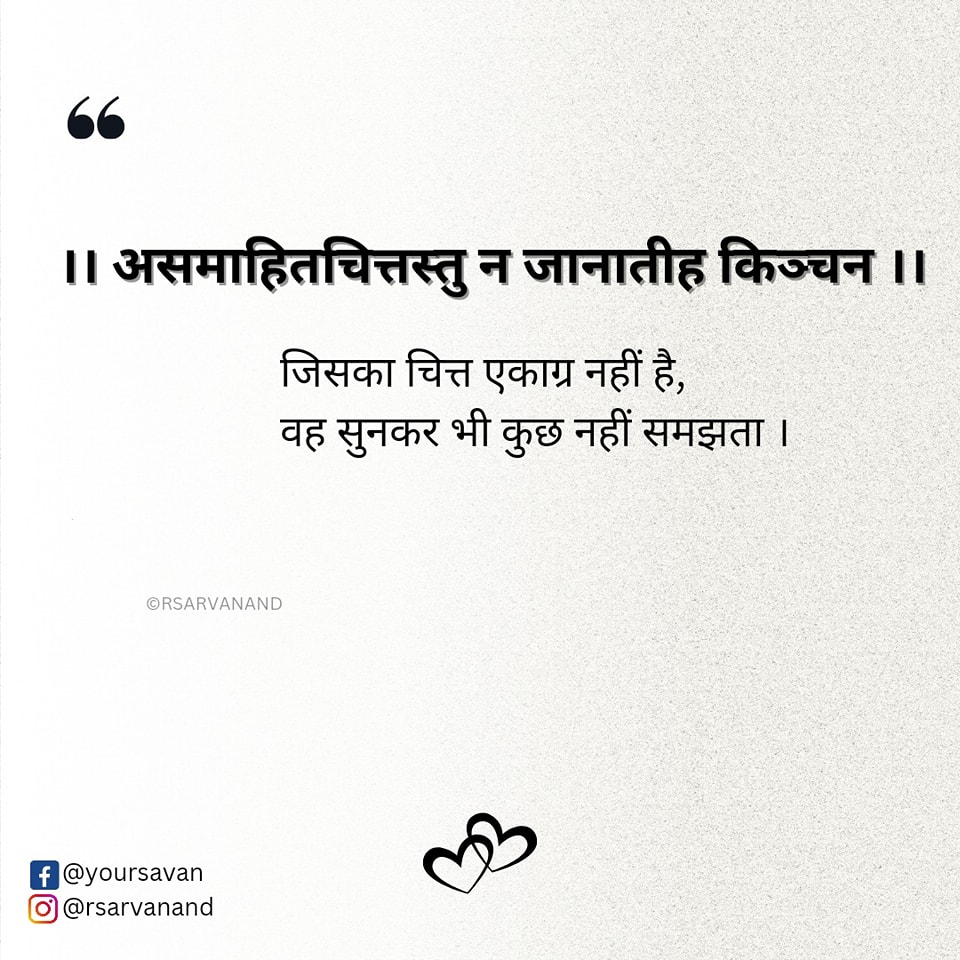 “
।। असमाहितचित्तस्तु न जानातीह किञ्चन ।।
जिसका चित्त एकाग्र नहीं है,
वह सुनकर भी कुछ नहीं समझता ।
©RSARVANAND
@yoursavan
@rsarvanand